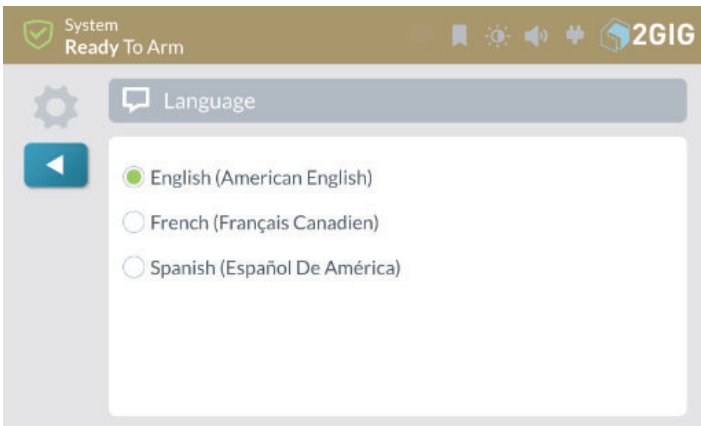 System
Ready To Arm
2GIG
Language
English (American English)
French (Français Canadien)
Spanish (Español De América)